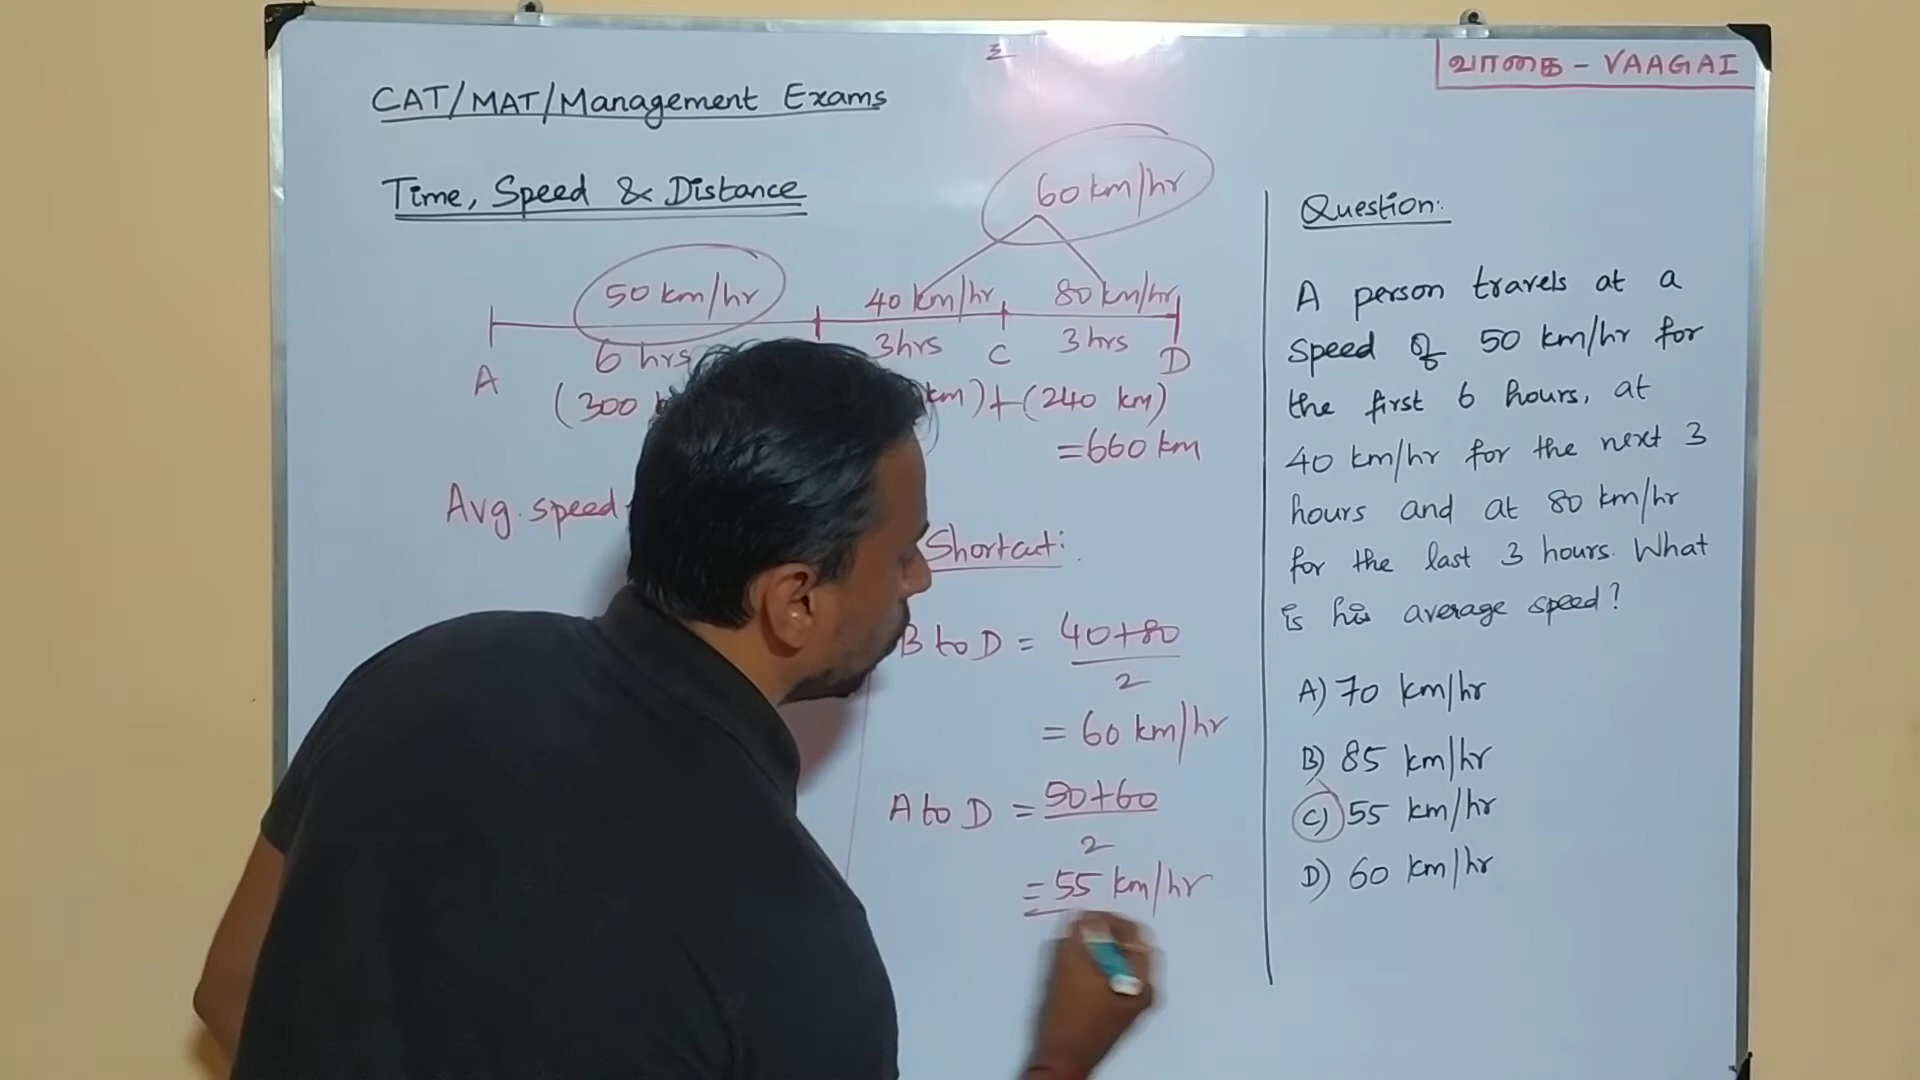 வாகை - VAAGAI
CAT/MAT/Management Exams
Time, Speed & Distance
60 km/hr
50 km/hr
40 km/hr
80 km/hr
6 hrs
3hrs
3 hrs
A
C
D
(300
km)+(240 km)
=660 km
Avg. speed
Shortcut:
B to D = 40+80
2
= 60 km/hr
A to D = 50+60
2
= 55 km/hr
Question:
A person travels at a
speed of 50 km/hr for
the first 6 hours, at
40 km/hr for the next 3
hours and at 80 km/hr
for the last 3 hours. What
is his average speed?
A) 70 km/hr
B) 85 km/hr
C) 55 km/hr
D) 60 km/hr